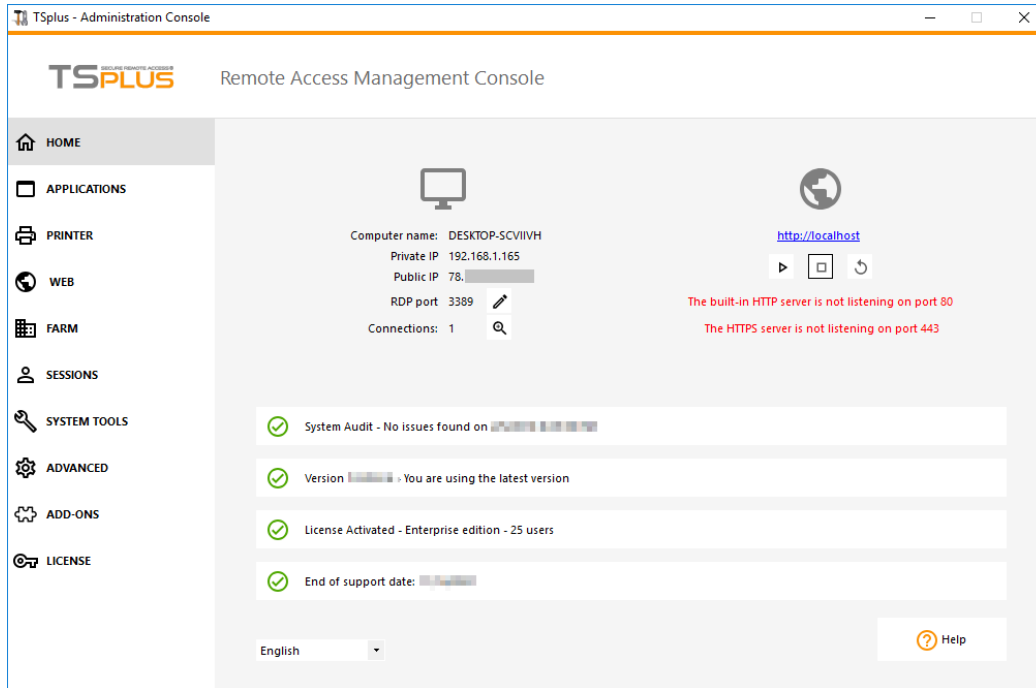 TSplus - Administration Console
SECURE REMOTE ACCESS®
TSPLUS
Remote Access Management Console
HOME
APPLICATIONS
PRINTER
WEB
FARM
SESSIONS
SYSTEM TOOLS
ADVANCED
ADD-ONS
LICENSE
Computer name: DESKTOP-SCVIIVH
Private IP 192.168.1.165
Public IP 78.
RDP port 3389
Connections: 1
http://localhost
The built-in HTTP server is not listening on port 80
The HTTPS server is not listening on port 443
System Audit - No issues found on
Version - You are using the latest version
License Activated - Enterprise edition - 25 users
End of support date:
English
Help